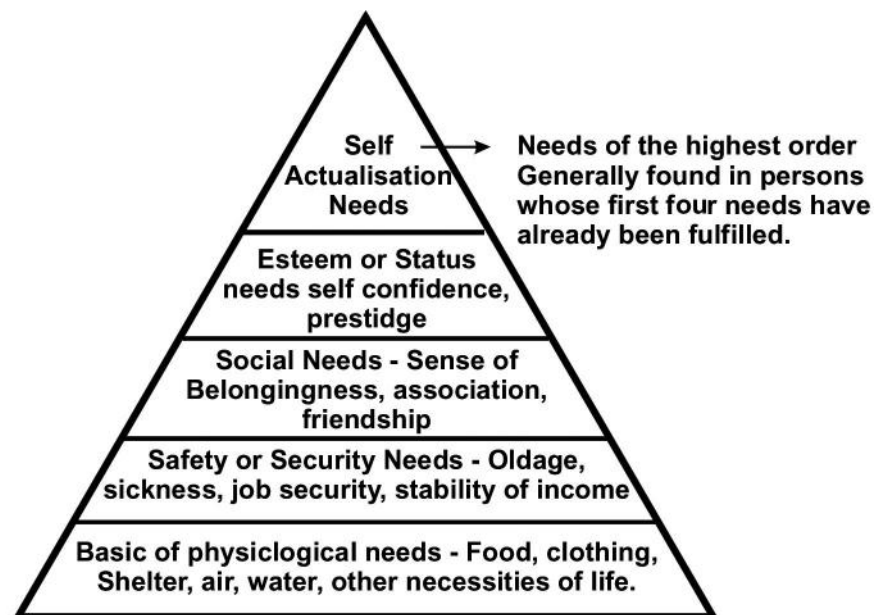 Self
Actualisation
Needs
Needs of the highest order
Generally found in persons
whose first four needs have
already been fulfilled.
Esteem or Status
needs self confidence,
prestidge
Social Needs - Sense of
Belongingness, association,
friendship
Safety or Security Needs - Oldage,
sickness, job security, stability of income
Basic of physiclogical needs - Food, clothing,
Shelter, air, water, other necessities of life.